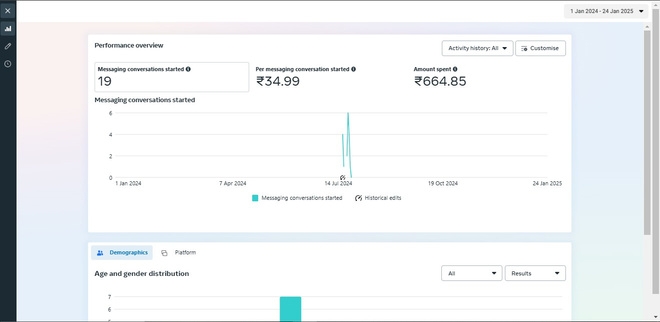 1 Jan 2024 - 24 Jan 2025
Performance overview
Activity history: All
Customise
Messaging conversations started
19
Per messaging conversation started
₹34.99
Amount spent
₹664.85
Messaging conversations started
6
4
2
0
1 Jan 2024
7 Apr 2024
14 Jul 2024
19 Oct 2024
24 Jan 2025
Messaging conversations started
Historical edits
Demographics
Platform
Age and gender distribution
All
Results
7
6